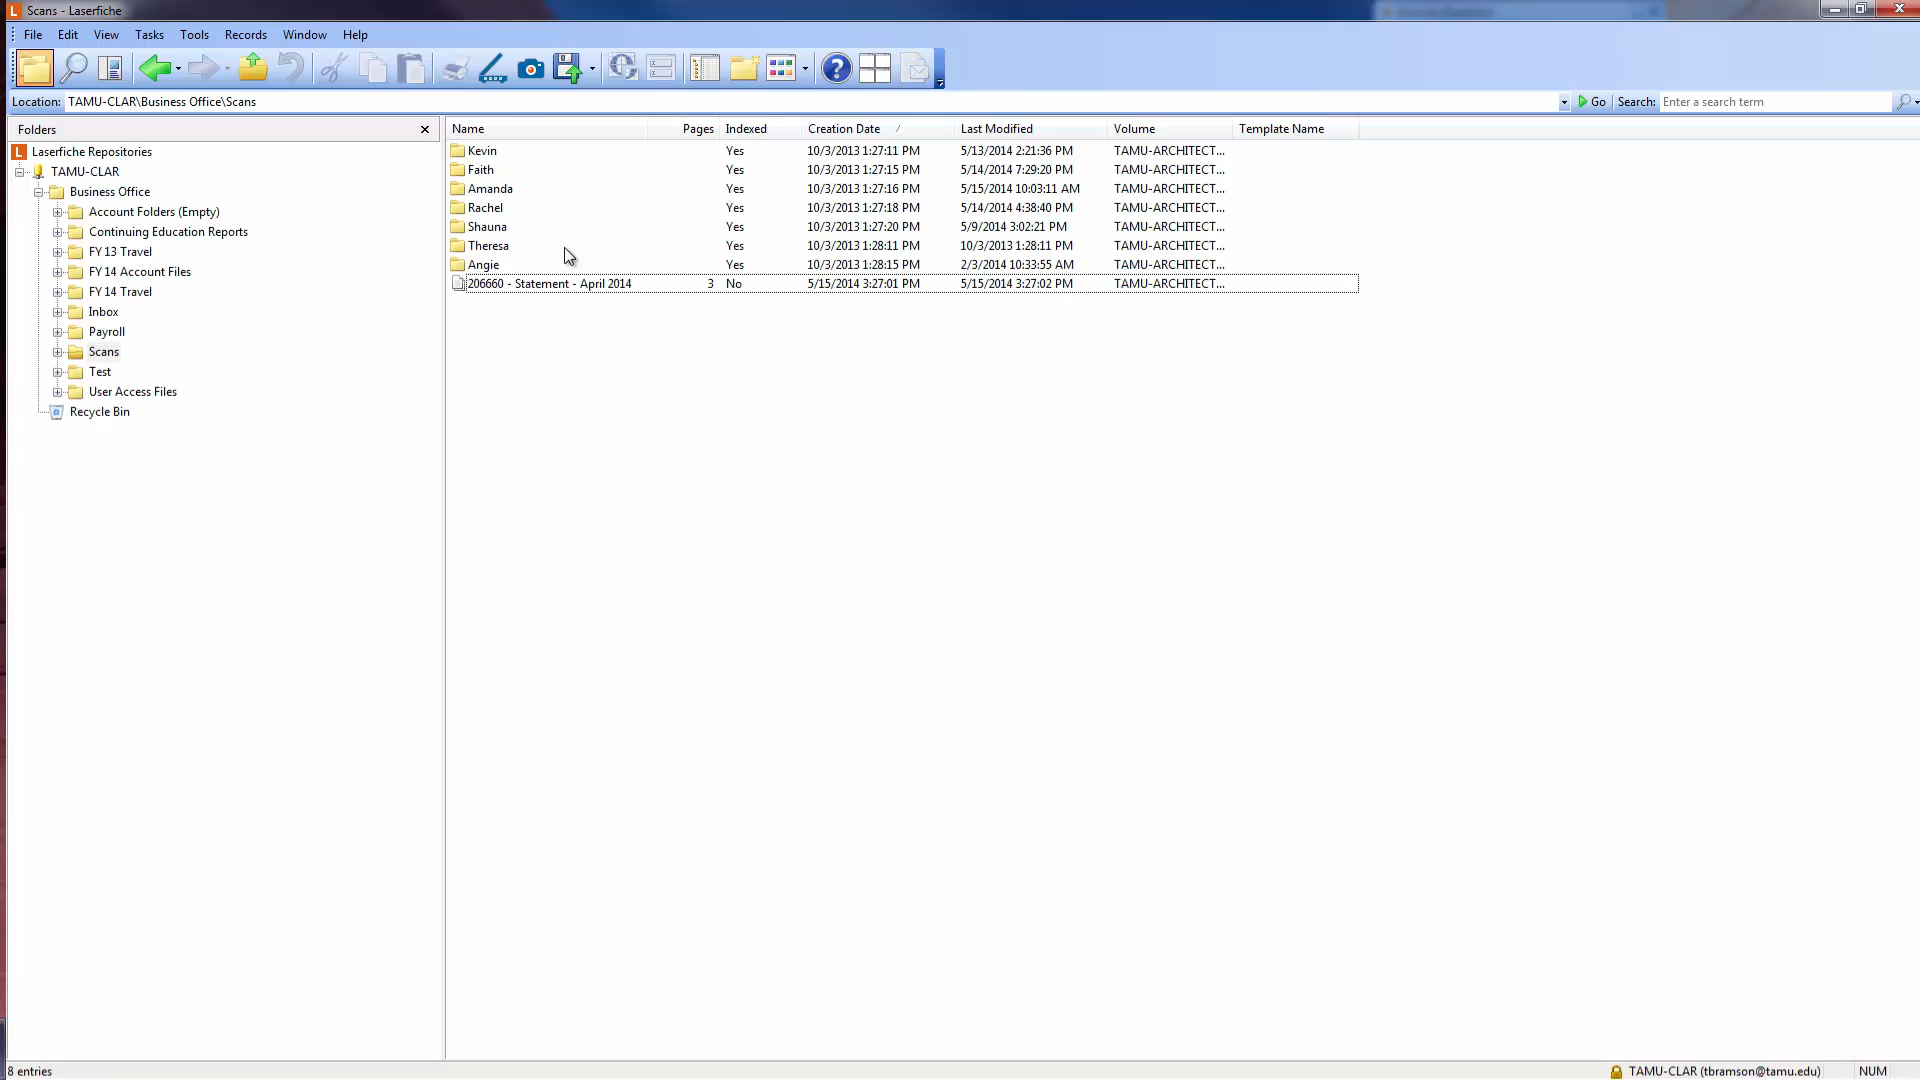 Scans - Laserfiche
File Edit View Tasks Tools Records Window Help
Location: TAMU-CLAR\Business Office\Scans Go Search: Enter a search term
Folders
Laserfiche Repositories
TAMU-CLAR
Business Office
Account Folders (Empty)
Continuing Education Reports
FY 13 Travel
FY 14 Account Files
FY 14 Travel
Inbox
Payroll
Scans
Test
User Access Files
Recycle Bin
Name Pages Indexed Creation Date Last Modified Volume Template Name
Kevin Yes 10/3/2013 1:27:11 PM 5/13/2014 2:21:36 PM TAMU-ARCHITECT...
Faith Yes 10/3/2013 1:27:15 PM 5/14/2014 7:29:20 PM TAMU-ARCHITECT...
Amanda Yes 10/3/2013 1:27:16 PM 5/15/2014 10:03:11 AM TAMU-ARCHITECT...
Rachel Yes 10/3/2013 1:27:18 PM 5/14/2014 4:38:40 PM TAMU-ARCHITECT...
Shauna Yes 10/3/2013 1:27:20 PM 5/9/2014 3:02:21 PM TAMU-ARCHITECT...
Theresa Yes 10/3/2013 1:28:11 PM 10/3/2013 1:28:11 PM TAMU-ARCHITECT...
Angie Yes 10/3/2013 1:28:15 PM 2/3/2014 10:33:55 AM TAMU-ARCHITECT...
206660 - Statement - April 2014 3 No 5/15/2014 3:27:01 PM 5/15/2014 3:27:02 PM TAMU-ARCHITECT...
8 entries TAMU-CLAR (tbramson@tamu.edu) NUM